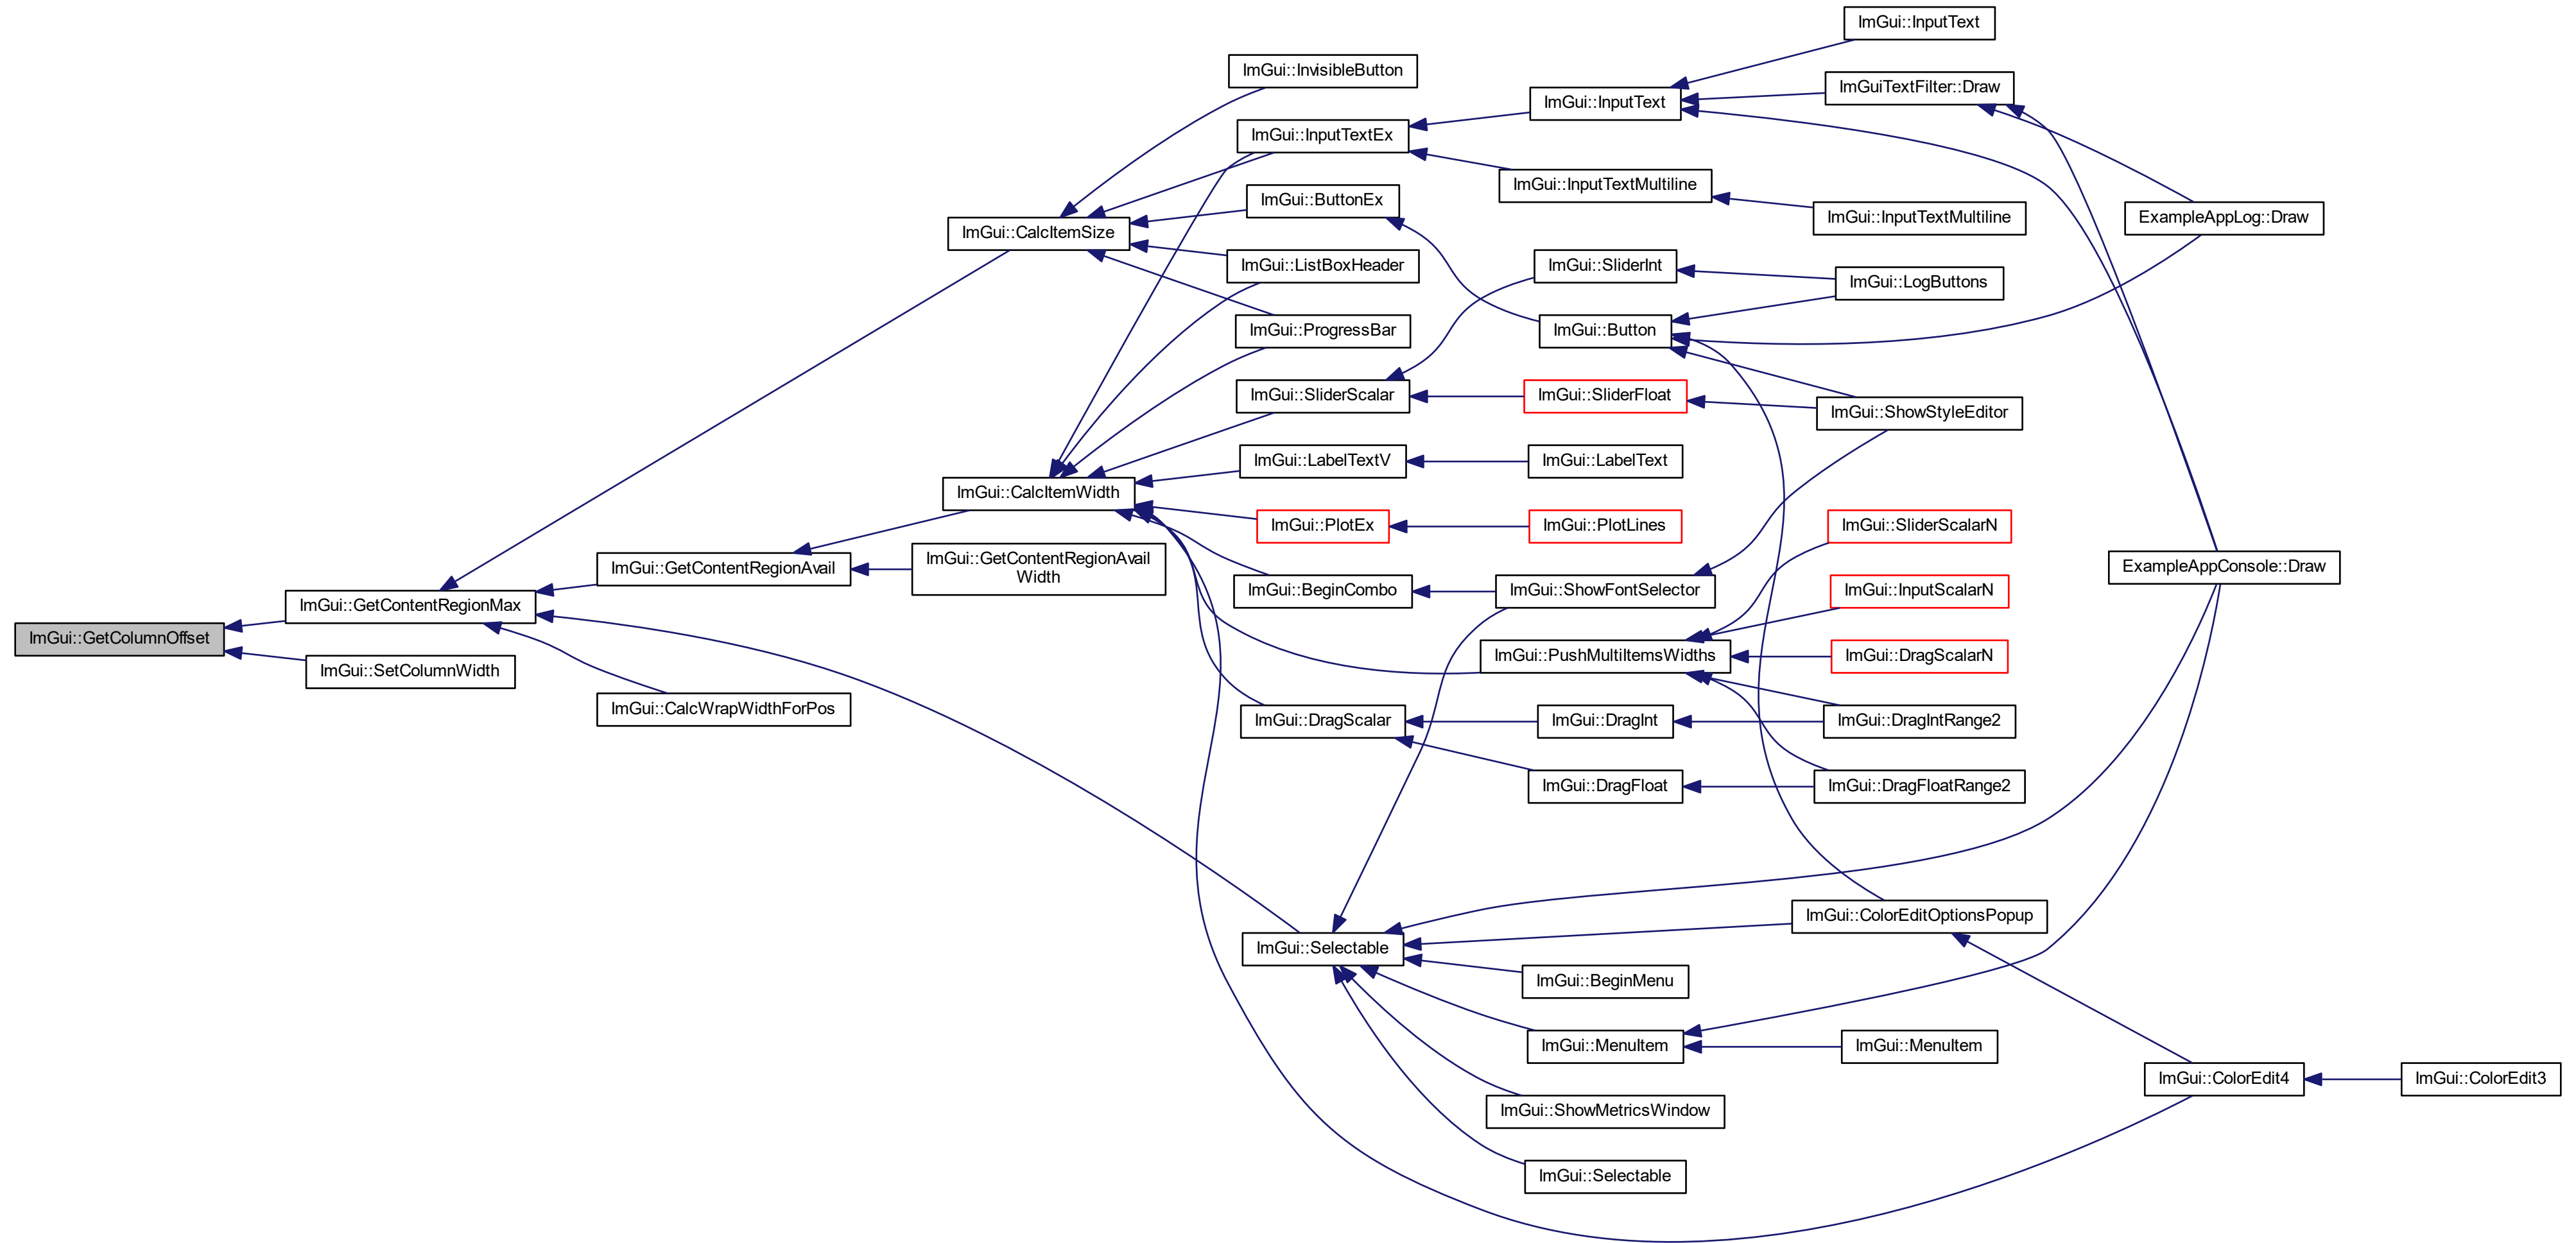 ImGui::GetColumnOffset
ImGui::GetContentRegionMax
ImGui::SetColumnWidth
ImGui::GetContentRegionAvail
ImGui::CalcWrapWidthForPos
ImGui::CalcItemSize
ImGui::CalcItemWidth
ImGui::GetContentRegionAvail
Width
ImGui::InvisibleButton
ImGui::InputTextEx
ImGui::ButtonEx
ImGui::ListBoxHeader
ImGui::ProgressBar
ImGui::SliderScalar
ImGui::LabelTextV
ImGui::PlotEx
ImGui::BeginCombo
ImGui::DragScalar
ImGui::Selectable
ImGui::InputText
ImGui::InputTextMultiline
ImGui::SliderInt
ImGui::Button
ImGui::SliderFloat
ImGui::LabelText
ImGui::PlotLines
ImGui::ShowFontSelector
ImGui::PushMultiItemsWidths
ImGui::DragInt
ImGui::DragFloat
ImGui::BeginMenu
ImGui::MenuItem
ImGui::ShowMetricsWindow
ImGui::Selectable
ImGui::InputText
ImGuiTextFilter::Draw
ImGui::InputTextMultiline
ImGui::LogButtons
ImGui::ShowStyleEditor
ImGui::SliderScalarN
ImGui::InputScalarN
ImGui::DragScalarN
ImGui::DragIntRange2
ImGui::DragFloatRange2
ImGui::ColorEditOptionsPopup
ImGui::MenuItem
ExampleAppLog::Draw
ExampleAppConsole::Draw
ImGui::ColorEdit4
ImGui::ColorEdit3